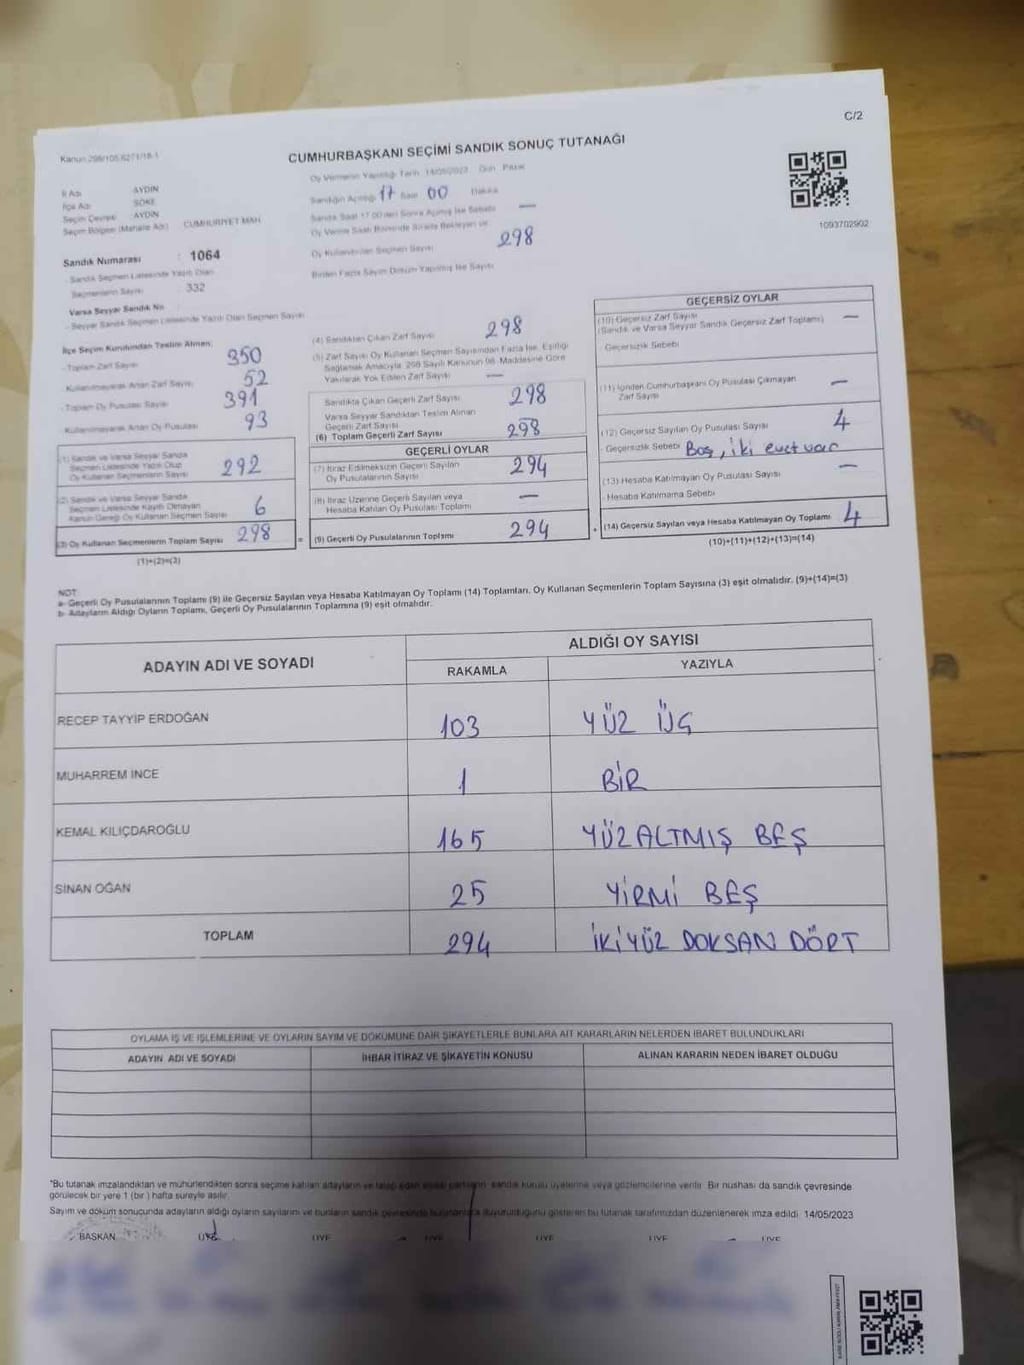 C/2
Kanun:298/105,6271/18-1
CUMHURBAŞKANI SEÇİMİ SANDIK SONUÇ TUTANAĞI
Oy Vermenin Yapıldığı Tarih 14/05/2023 Gün Pazar
İl Adı AYDIN
İlçe Adı SÖKE
Seçim Çevresi AYDIN
Seçim Bölgesi (Mahalle Adı) CUMHURİYET MAH.
Sandığın Açıldığı 17 Saat 00 Dakika
Sandık Saat 17.00'den Sonra Açılmış İse Sebebi —
Oy Verme Saati Bitiminde Sırada Bekleyen ve
Oy Kullandırılan Seçmen Sayısı 298
Birden Fazla Sayım Döküm Yapılmış İse Sayısı
1093702902
Sandık Numarası : 1064
- Sandık Seçmen Listesinde Yazılı Olan
Seçmenlerin Sayısı : 332
Varsa Seyyar Sandık No
- Seyyar Sandık Seçmen Listesinde Yazılı Olan Seçmen Sayısı
İlçe Seçim Kurulundan Teslim Alınan;
- Toplam Zarf Sayısı 350
- Kullanılmayarak Artan Zarf Sayısı 52
- Toplam Oy Pusulası Sayısı 391
- Kullanılmayarak Artan Oy Pusulası 93
(1) Sandık ve Varsa Seyyar Sandık
Seçmen Listesinde Yazılı Olup
Oy Kullanan Seçmenlerin Sayısı 292
(2) Sandık ve Varsa Seyyar Sandık
Seçmen Listesinde Kayıtlı Olmayan
Kanun Gereği Oy Kullanan Seçmen Sayısı 6
(3) Oy Kullanan Seçmenlerin Toplam Sayısı 298
(1)+(2)=(3)
(4) Sandıktan Çıkan Zarf Sayısı 298
(5) Zarf Sayısı Oy Kullanan Seçmen Sayısından Fazla İse, Eşitliği
Sağlamak Amacıyla, 298 Sayılı Kanunun 98. Maddesine Göre
Yakılarak Yok Edilen Zarf Sayısı —
Sandıkta Çıkan Geçerli Zarf Sayısı 298
Varsa Seyyar Sandıktan Teslim Alınan
Geçerli Zarf Sayısı
(6) Toplam Geçerli Zarf Sayısı 298
GEÇERLİ OYLAR
(7) İtiraz Edilmeksizin Geçerli Sayılan
Oy Pusulalarının Sayısı 294
(8) İtiraz Üzerine Geçerli Sayılan veya
Hesaba Katılan Oy Pusulası Toplamı —
= (9) Geçerli Oy Pusulalarının Toplamı 294
GEÇERSİZ OYLAR
(10) Geçersiz Zarf Sayısı
(Sandık ve Varsa Seyyar Sandık Geçersiz Zarf Toplamı) —
Geçersizlik Sebebi
(11) İçinden Cumhurbaşkanı Oy Pusulası Çıkmayan
Zarf Sayısı —
(12) Geçersiz Sayılan Oy Pusulası Sayısı 4
Geçersizlik Sebebi Boş, iki evet var
(13) Hesaba Katılmayan Oy Pusulası Sayısı —
- Hesaba Katılmama Sebebi
+ (14) Geçersiz Sayılan veya Hesaba Katılmayan Oy Toplamı 4
(10)+(11)+(12)+(13)=(14)
NOT:
a- Geçerli Oy Pusulalarının Toplamı (9) ile Geçersiz Sayılan veya Hesaba Katılmayan Oy Toplamı (14) Toplamları, Oy Kullanan Seçmenlerin Toplam Sayısına (3) eşit olmalıdır. (9)+(14)=(3)
b- Adayların Aldığı Oyların Toplamı, Geçerli Oy Pusulalarının Toplamına (9) eşit olmalıdır.
ADAYIN ADI VE SOYADI ALDIĞI OY SAYISI
RAKAMLA YAZIYLA
RECEP TAYYİP ERDOĞAN 103 YÜZ ÜÇ
MUHARREM İNCE 1 BİR
KEMAL KILIÇDAROĞLU 165 YÜZ ALTMIŞ BEŞ
SİNAN OĞAN 25 YİRMİ BEŞ
TOPLAM 294 İKİYÜZ DOKSAN DÖRT
OYLAMA İŞ VE İŞLEMLERİNE VE OYLARIN SAYIM VE DÖKÜMÜNE DAİR ŞİKAYETLERLE BUNLARA AİT KARARLARIN NELERDEN İBARET BULUNDUKLARI
ADAYIN ADI VE SOYADI İHBAR İTİRAZ VE ŞİKAYETİN KONUSU ALINAN KARARIN NEDEN İBARET OLDUĞU
*Bu tutanak imzalandıktan ve mühürlendikten sonra seçime katılan adayların ve talep eden siyasi partilerin sandık kurulu üyelerine veya gözlemcilerine verilir. Bir nüshası da sandık çevresinde
görülecek bir yere 1 (bir ) hafta süreyle asılır.
Sayım ve döküm sonucunda adayların aldığı oyların sayılarını ve bunların sandık çevresinde bulunanlara duyurulduğunu gösteren bu tutanak tarafımızdan düzenlenerek imza edildi. 14/05/2023
BAŞKAN ÜYE ÜYE ÜYE ÜYE ÜYE